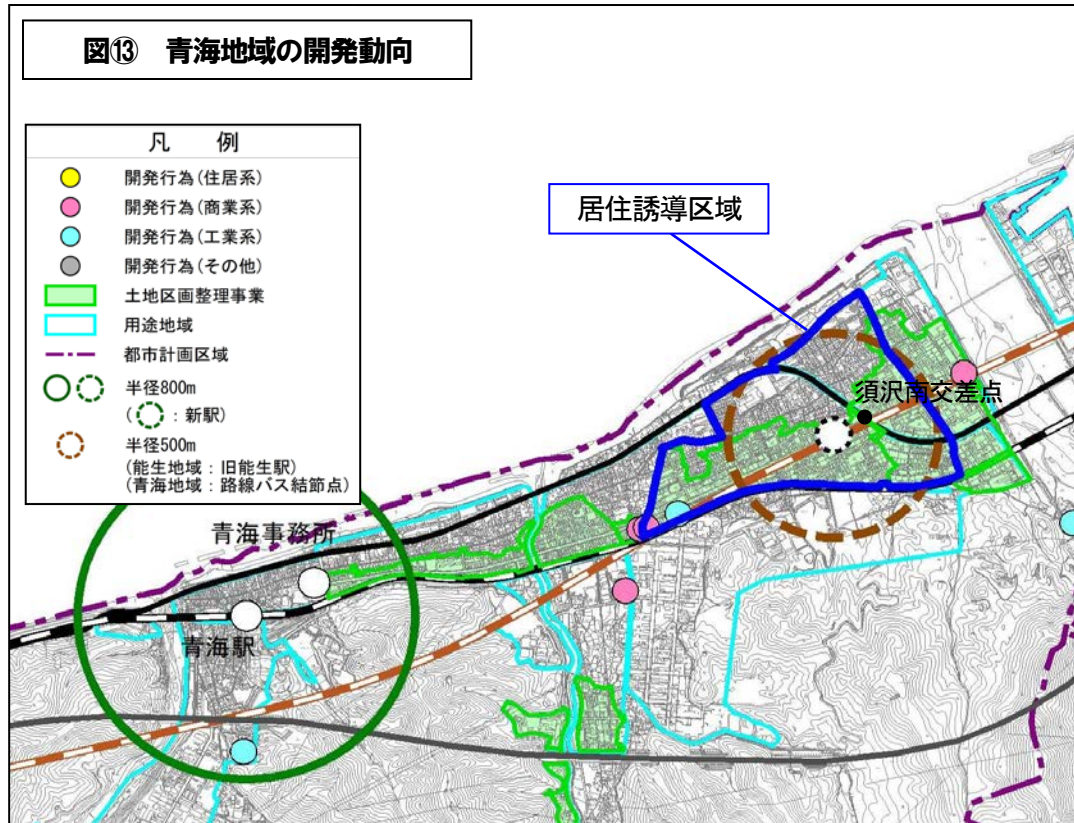 図⑬ 青海地域の開発動向
凡 例
開発行為(住居系)
開発行為(商業系)
開発行為(工業系)
開発行為(その他)
土地区画整理事業
用途地域
都市計画区域
半径800m
( : 新駅)
半径500m
(能生地域:旧能生駅)
(青海地域:路線バス結節点)
居住誘導区域
須沢南交差点
青海事務所
青海駅